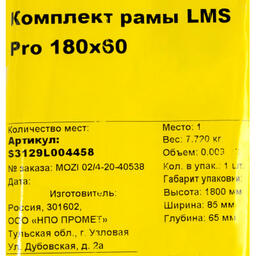 Комплект рамы LMS
Pro 180x60
Количество мест:
Место: 1
Артикул:
Вес: 7.720 кг
S3129L004458
Объем: 0.003
№ заказа: MOZI 02/4-20-40538
Кол. в упак.: 1 шт.
Дата:
Габарит упаковки:
Изготовитель:
Высота: 1800 мм
Россия, 301602,
Ширина: 85 мм
ООО «НПО ПРОМЕТ»
Глубина: 65 мм
Тульская обл., г. Узловая
Ул. Дубовская, д. 2а